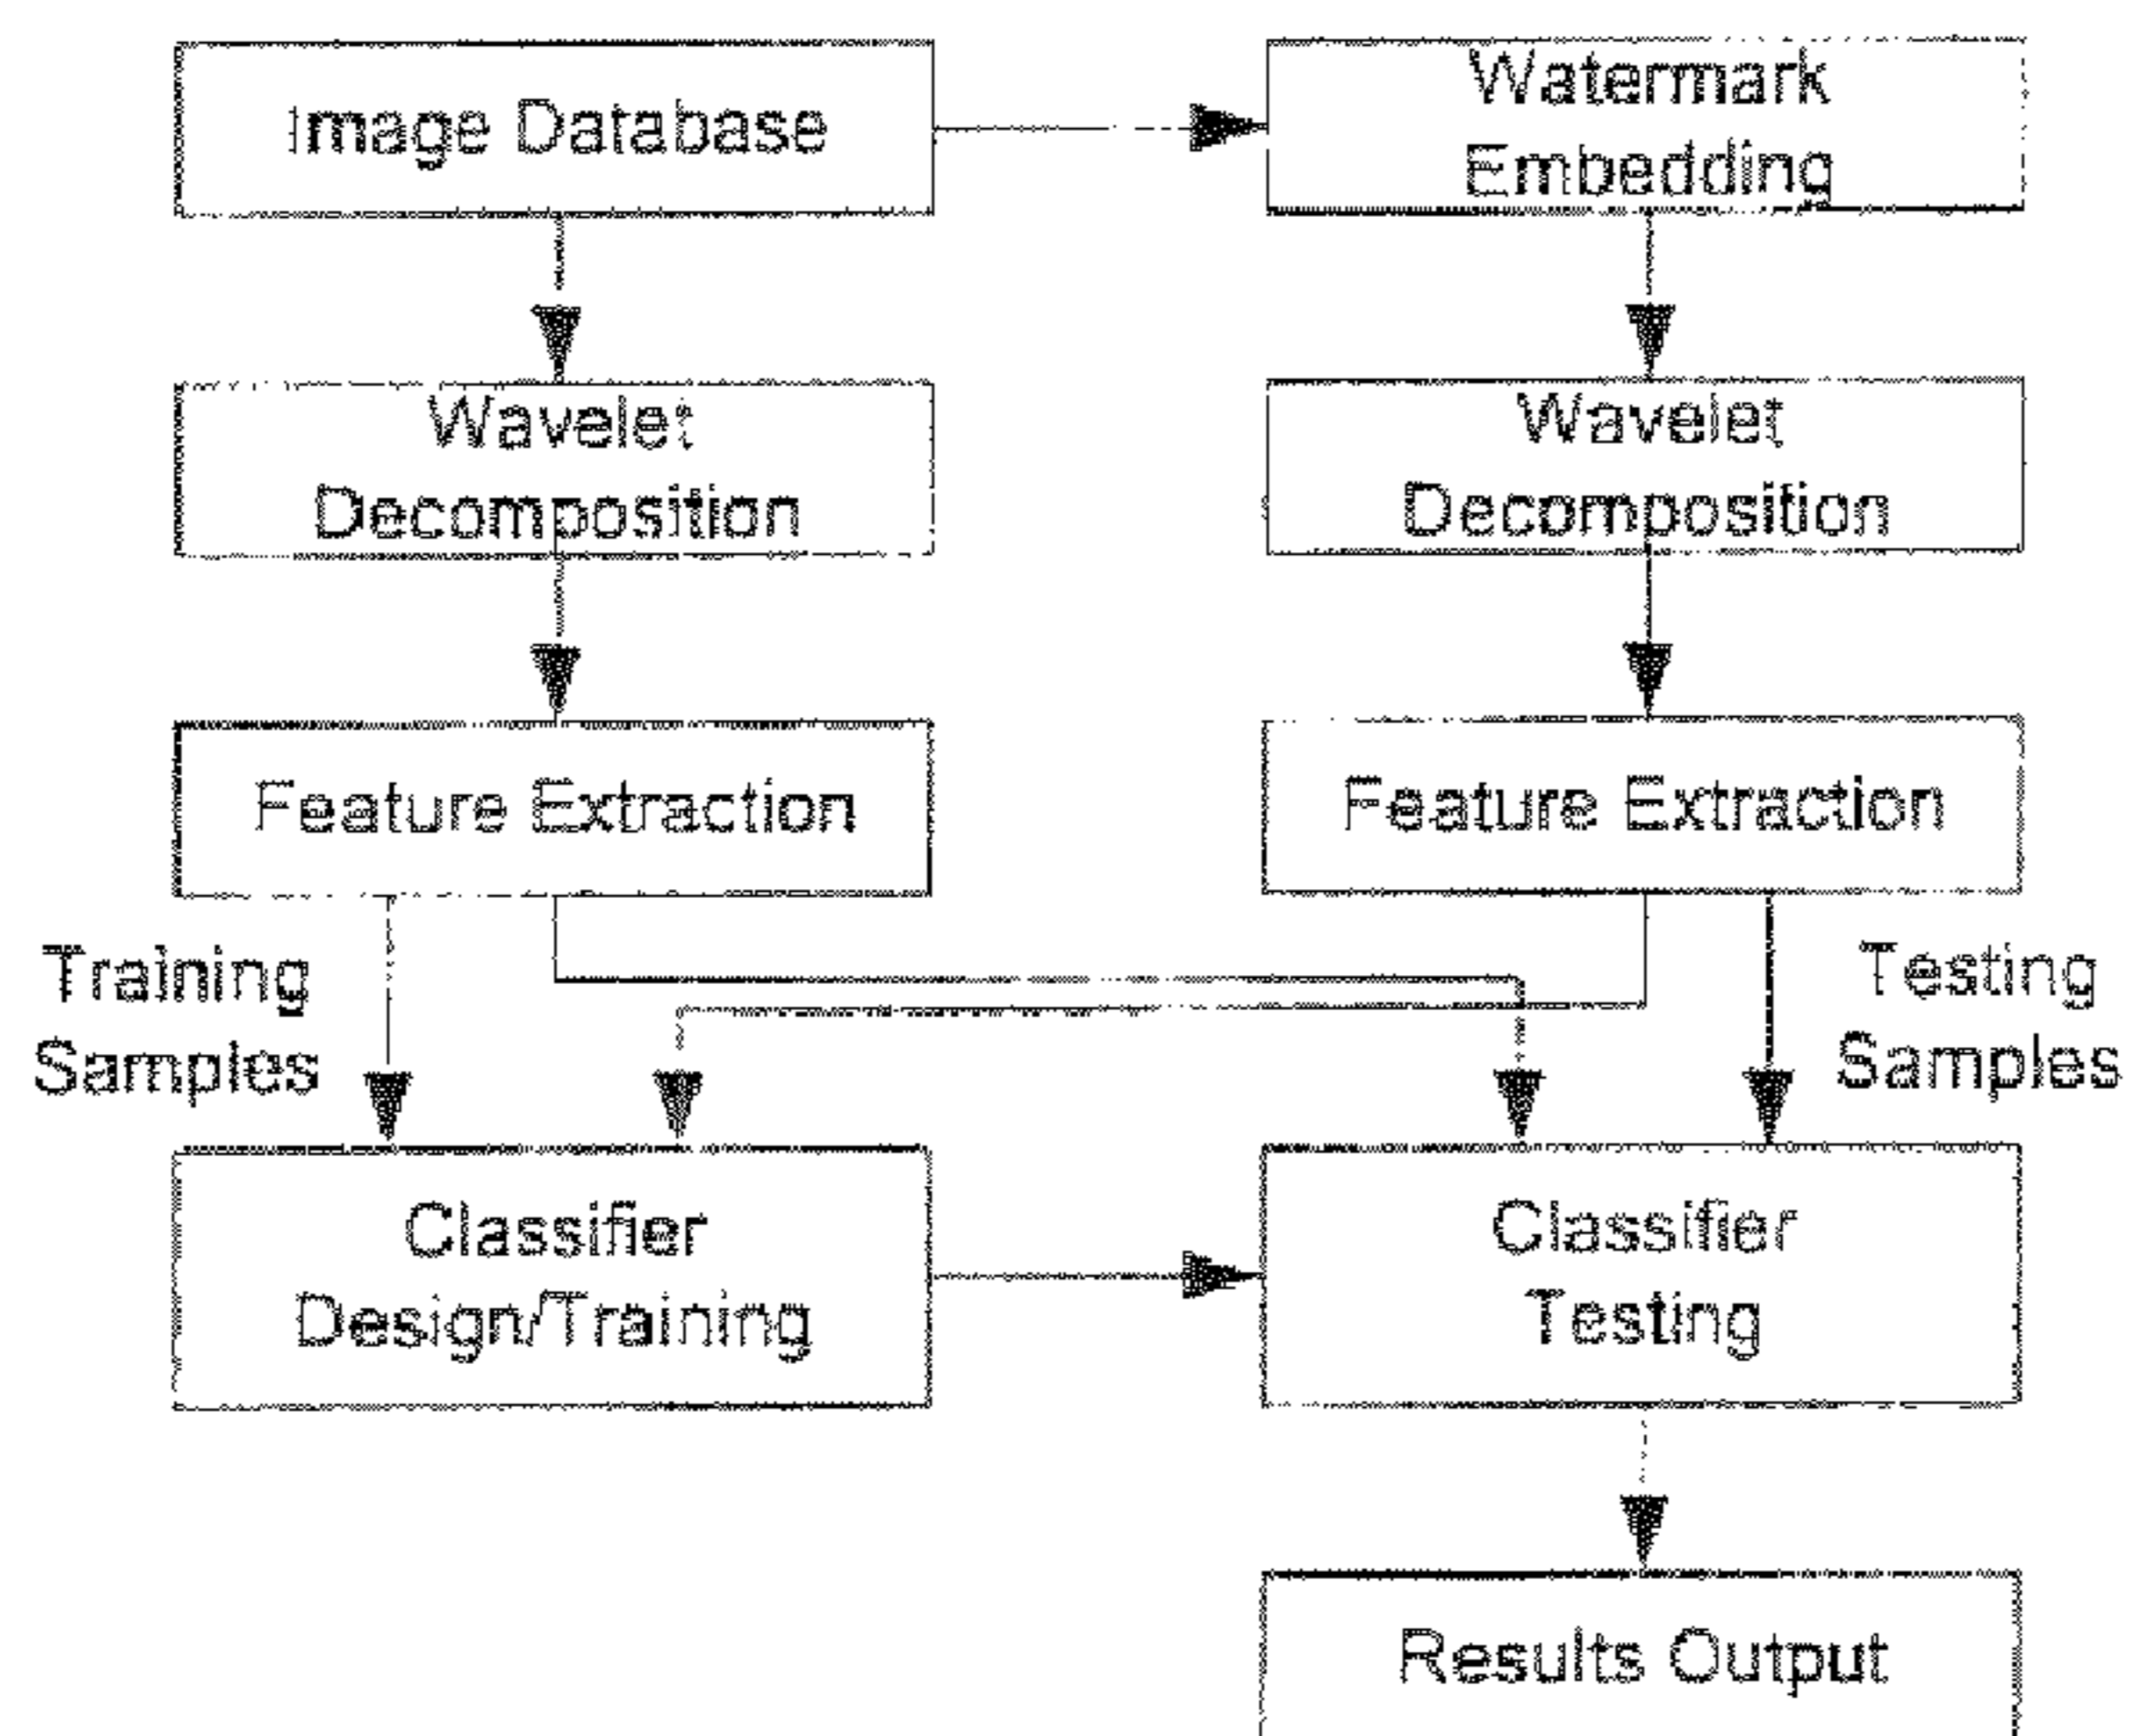 Image Database
Watermark
Embedding
Wavelet
Decomposition
Wavelet
Decomposition
Feature Extraction
Feature Extraction
Training
Samples
Testing
Samples
Classifier
Design/Training
Classifier
Testing
Results Output